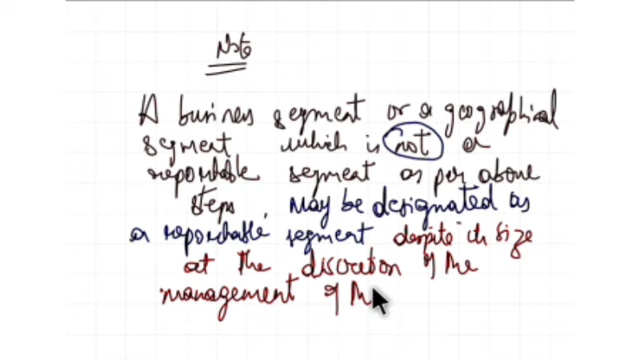 Note
A business segment or a geographical
segment which is not a
reportable segment as per above
steps, may be designated as
a reportable segment despite its size
at the discretion of the
management of